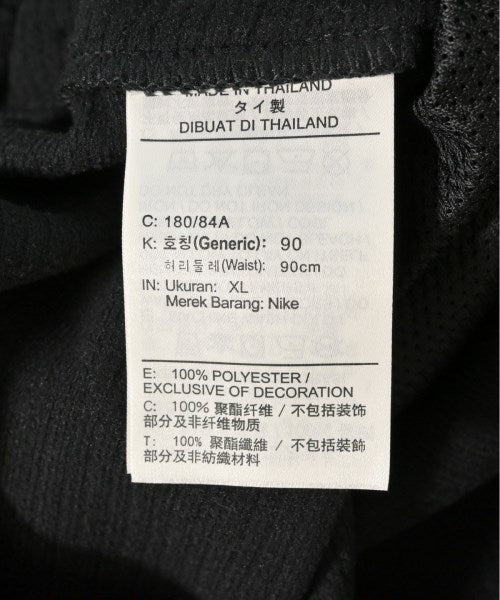 MADE IN THAILAND
タイ製
DIBUAT DI THAILAND
C: 180/84A
K: 호칭(Generic): 90
허리둘레(Waist): 90cm
IN: Ukuran: XL
Merek Barang: Nike
E: 100% POLYESTER /
EXCLUSIVE OF DECORATION
C: 100% 聚酯纤维 / 不包括装饰
部分及非纤维物质
T: 100% 聚酯纖維 / 不包括裝飾
部分及非紡織材料